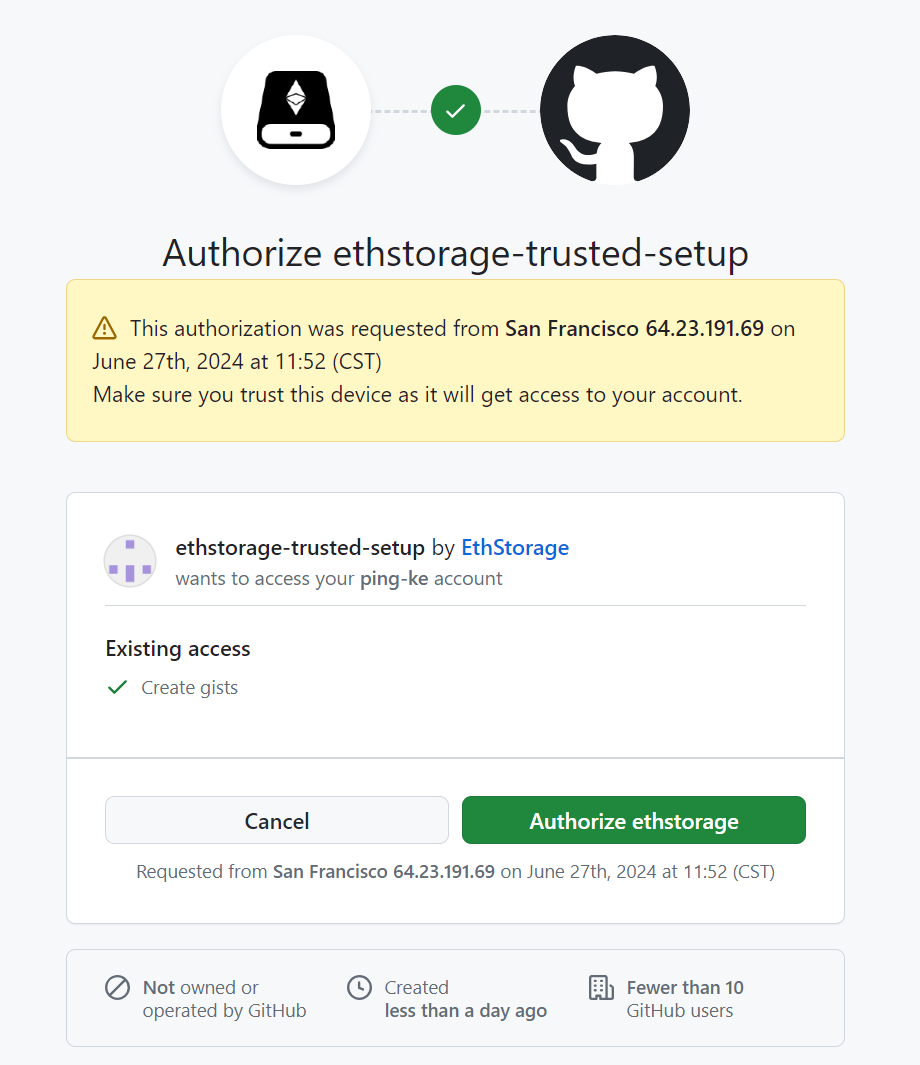 Authorize ethstorage-trusted-setup
This authorization was requested from San Francisco 64.23.191.69 on
June 27th, 2024 at 11:52 (CST)
Make sure you trust this device as it will get access to your account.
ethstorage-trusted-setup by EthStorage
wants to access your ping-ke account
Existing access
Create gists
Cancel
Authorize ethstorage
Requested from San Francisco 64.23.191.69 on June 27th, 2024 at 11:52 (CST)
Not owned or
operated by GitHub
Created
less than a day ago
Fewer than 10
GitHub users